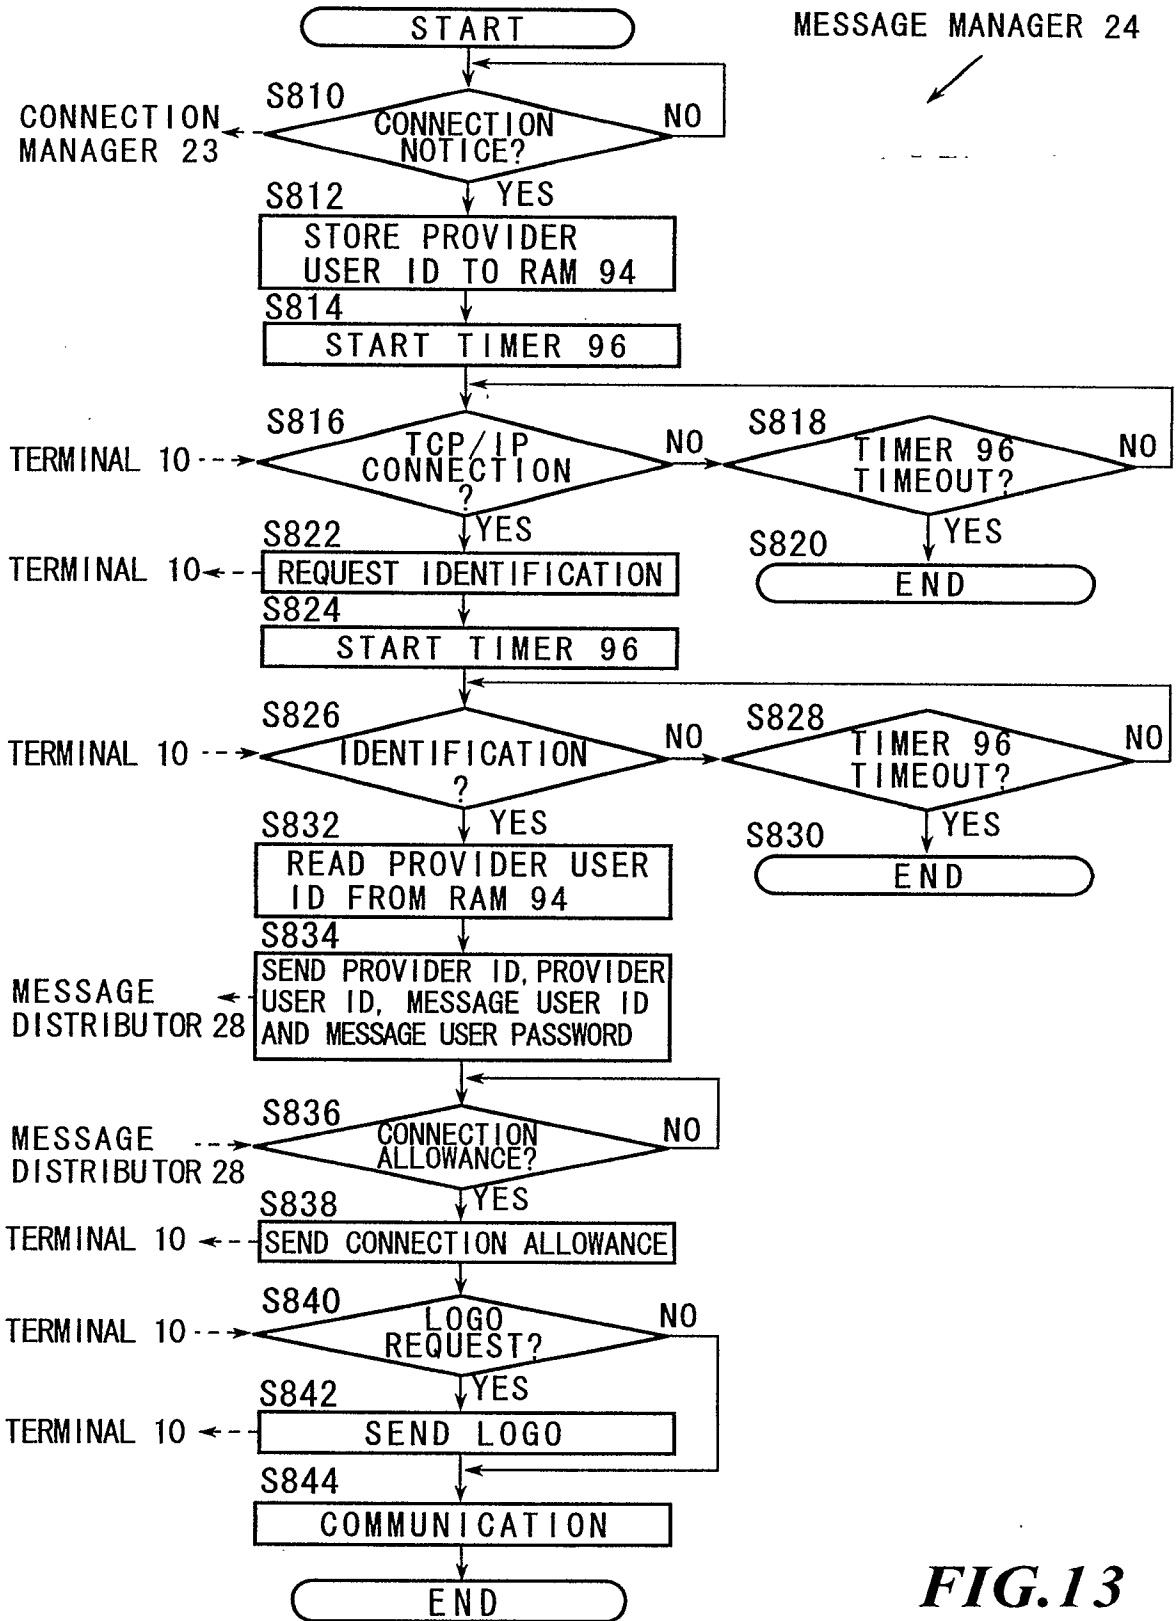 START
MESSAGE MANAGER 24
S810
CONNECTION
MANAGER 23
CONNECTION
NOTICE?
NO
YES
S812
STORE PROVIDER
USER ID TO RAM 94
S814
START TIMER 96
S816
TERMINAL 10
TCP/IP
CONNECTION
?
NO
S818
TIMER 96
TIMEOUT?
NO
YES
YES
S820
END
S822
TERMINAL 10
REQUEST IDENTIFICATION
S824
START TIMER 96
S826
TERMINAL 10
IDENTIFICATION
?
NO
S828
TIMER 96
TIMEOUT?
NO
YES
YES
S830
END
S832
READ PROVIDER USER
ID FROM RAM 94
S834
MESSAGE
DISTRIBUTOR 28
SEND PROVIDER ID, PROVIDER
USER ID, MESSAGE USER ID
AND MESSAGE USER PASSWORD
S836
MESSAGE
DISTRIBUTOR 28
CONNECTION
ALLOWANCE?
NO
YES
S838
TERMINAL 10
SEND CONNECTION ALLOWANCE
S840
TERMINAL 10
LOGO
REQUEST?
NO
YES
S842
TERMINAL 10
SEND LOGO
S844
COMMUNICATION
END
FIG.13